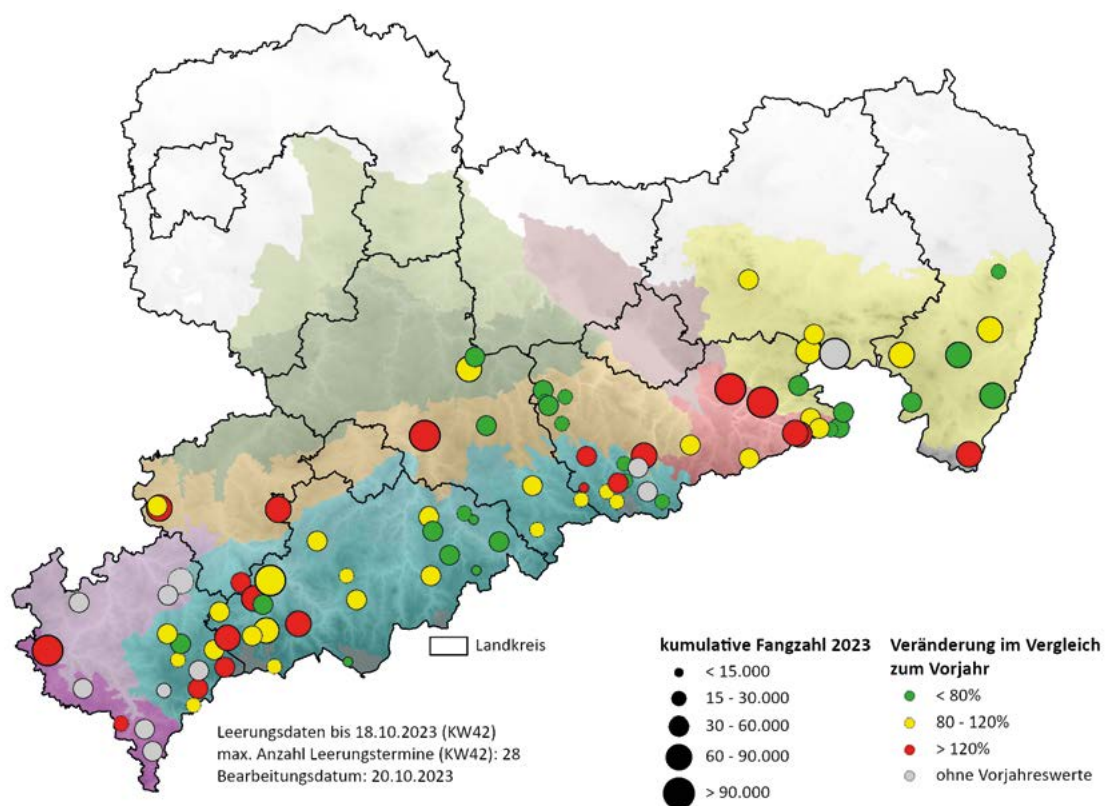 Landkreis
Leerungsdaten bis 18.10.2023 (KW42)
max. Anzahl Leerungstermine (KW42): 28
Bearbeitungsdatum: 20.10.2023
kumulative Fangzahl 2023
< 15.000
15 - 30.000
30 - 60.000
60 - 90.000
> 90.000
Veränderung im Vergleich
zum Vorjahr
< 80%
80 - 120%
> 120%
ohne Vorjahreswerte